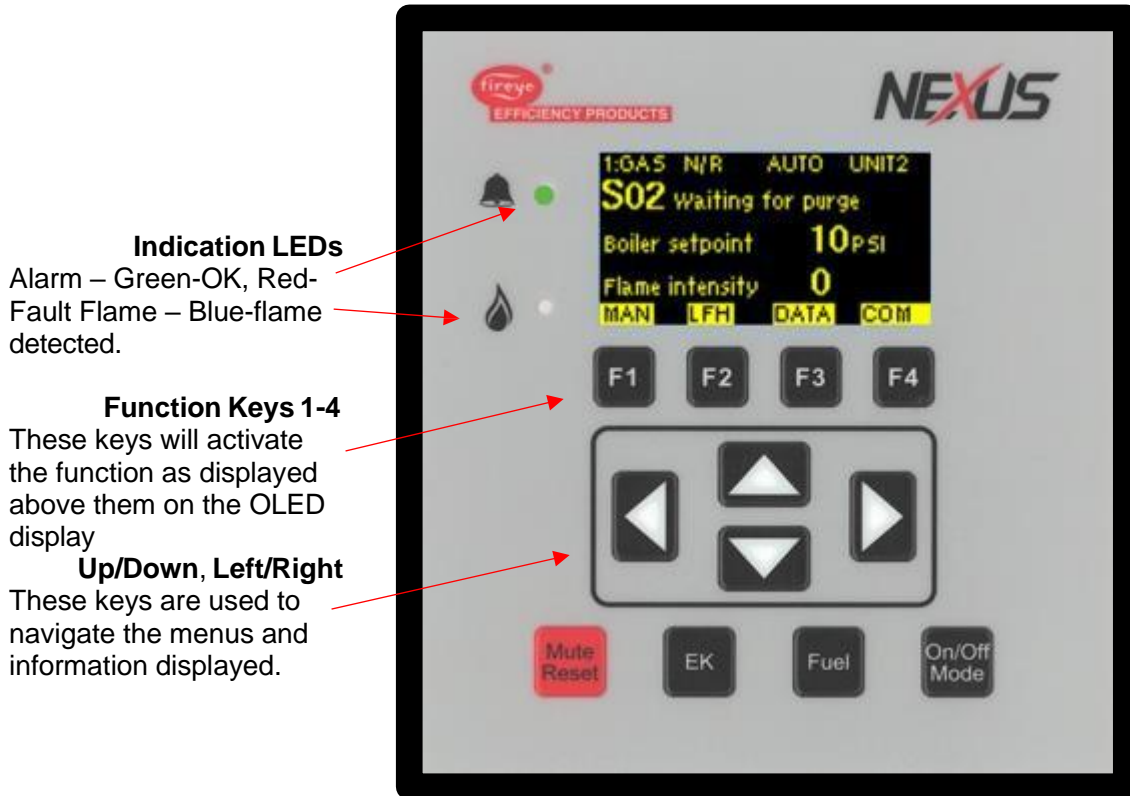 fireye®
EFFICIENCY PRODUCTS
NEXUS
1:GAS N/R AUTO UNIT2
S02 Waiting for purge
Boiler setpoint 10PSI
Flame intensity 0
MAN LFH DATA COM
Indication LEDs
Alarm – Green-OK, Red-
Fault Flame – Blue-flame
detected.
F1 F2 F3 F4
Function Keys 1-4
These keys will activate
the function as displayed
above them on the OLED
display
Up/Down, Left/Right
These keys are used to
navigate the menus and
information displayed.
Mute
Reset
EK
Fuel
On/Off
Mode